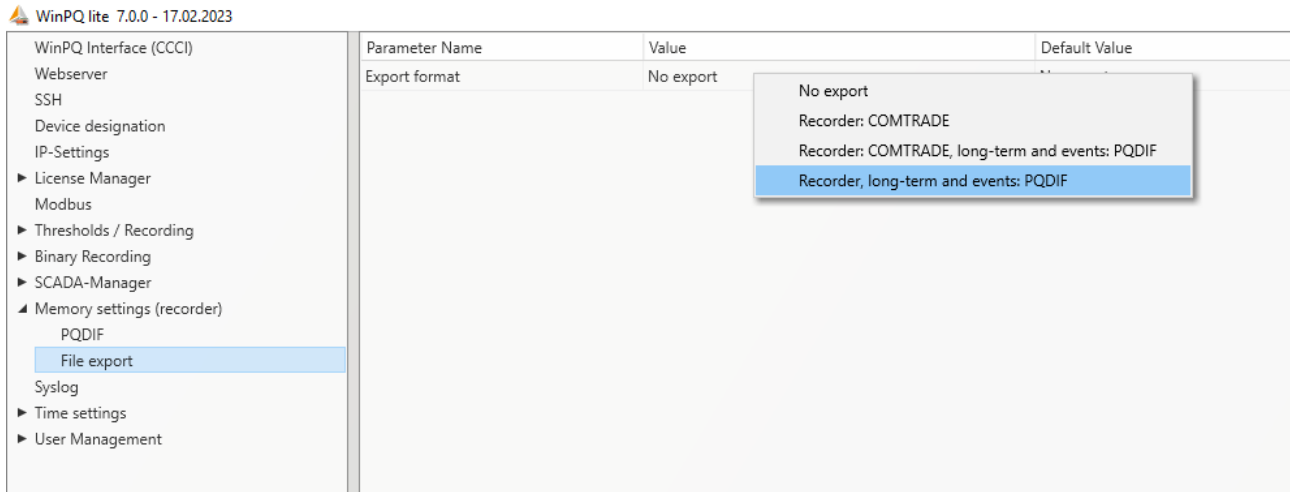 WinPQ lite 7.0.0 - 17.02.2023
WinPQ Interface (CCCI)
Webserver
SSH
Device designation
IP-Settings
License Manager
Modbus
Thresholds / Recording
Binary Recording
SCADA-Manager
Memory settings (recorder)
PQDIF
File export
Syslog
Time settings
User Management
Parameter Name Value Default Value
Export format No export
No export
Recorder: COMTRADE
Recorder: COMTRADE, long-term and events: PQDIF
Recorder, long-term and events: PQDIF